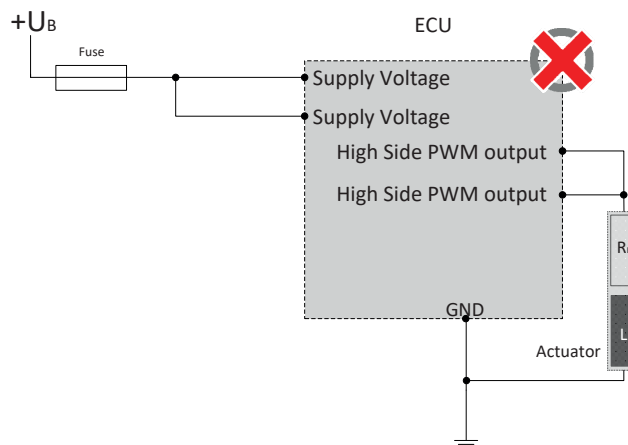 +UB
ECU
Fuse
Supply Voltage
Supply Voltage
High Side PWM output
High Side PWM output
GND
Actuator
L